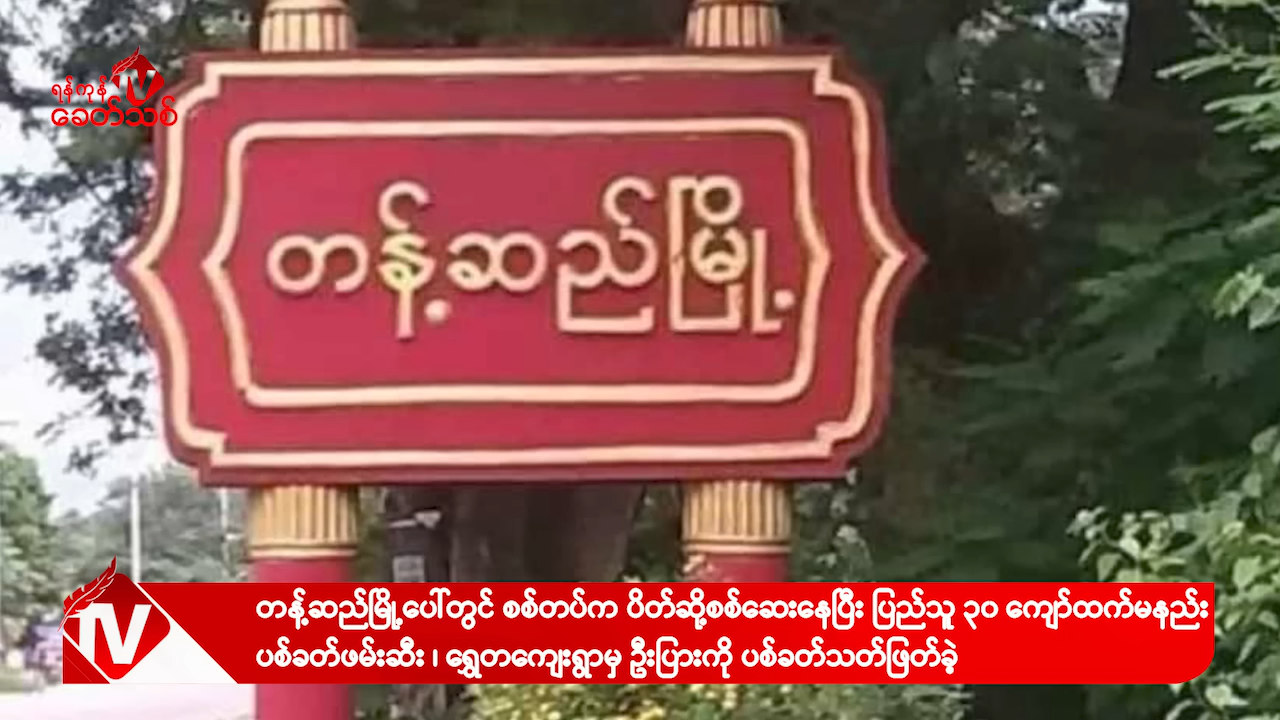 ရန်ကုန်
ခေတ်သစ်
TV
တန့်ဆည်မြို့
TV
တန့်ဆည်မြို့ပေါ်တွင် စစ်တပ်က ပိတ်ဆို့စစ်ဆေးနေပြီး ပြည်သူ ၃၀ ကျော်ထက်မနည်း
ပစ်ခတ်ဖမ်းဆီး ၊ ရွှေတကျေးရွာမှ ဦးပြားကို ပစ်ခတ်သတ်ဖြတ်ခဲ့